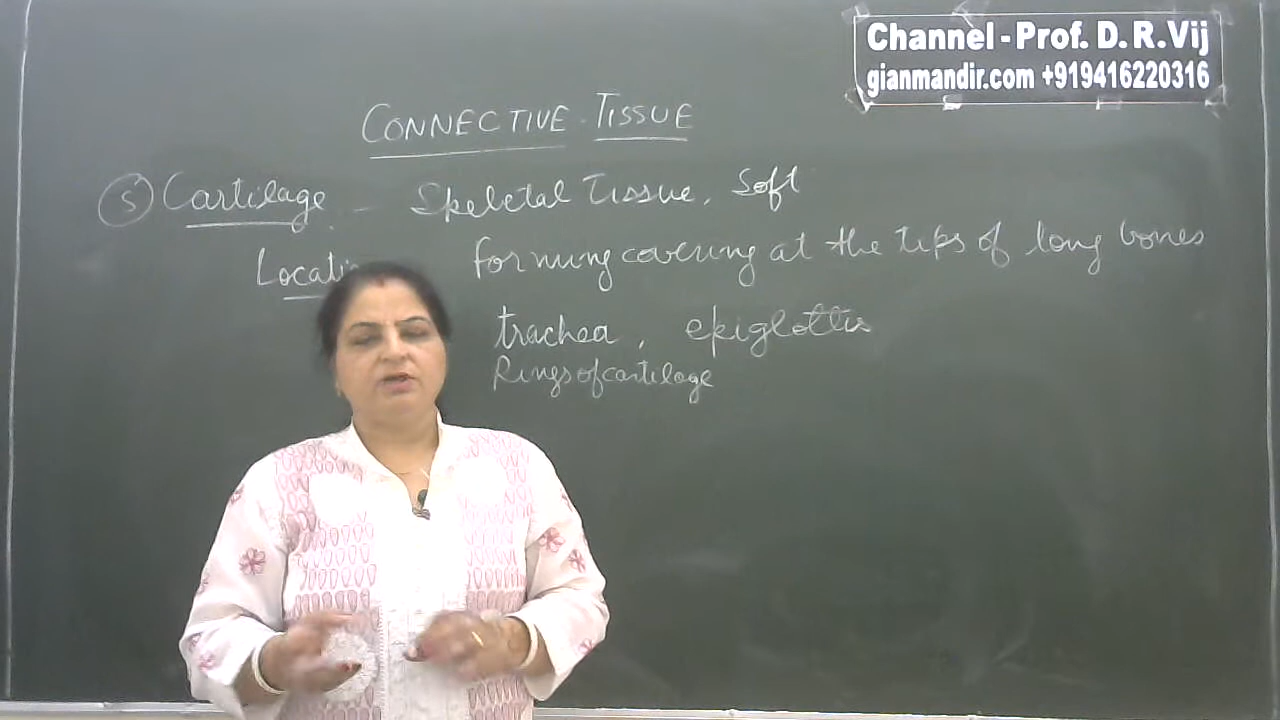 Channel - Prof. D. R. Vij
gianmandir.com +919416220316
CONNECTIVE TISSUE
(5) Cartilage - Skeletal Tissue, Soft
Locatio forming covering at the tips of long bones
trachea, epiglottis
Rings of cartilage